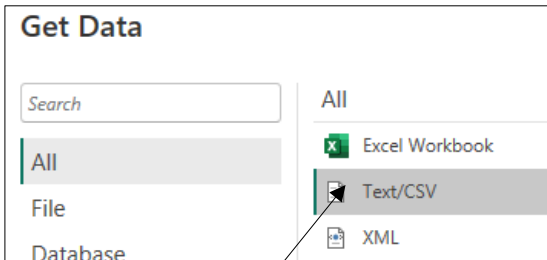 Get Data
Search
All
File
Database
All
Excel Workbook
Text/CSV
XML